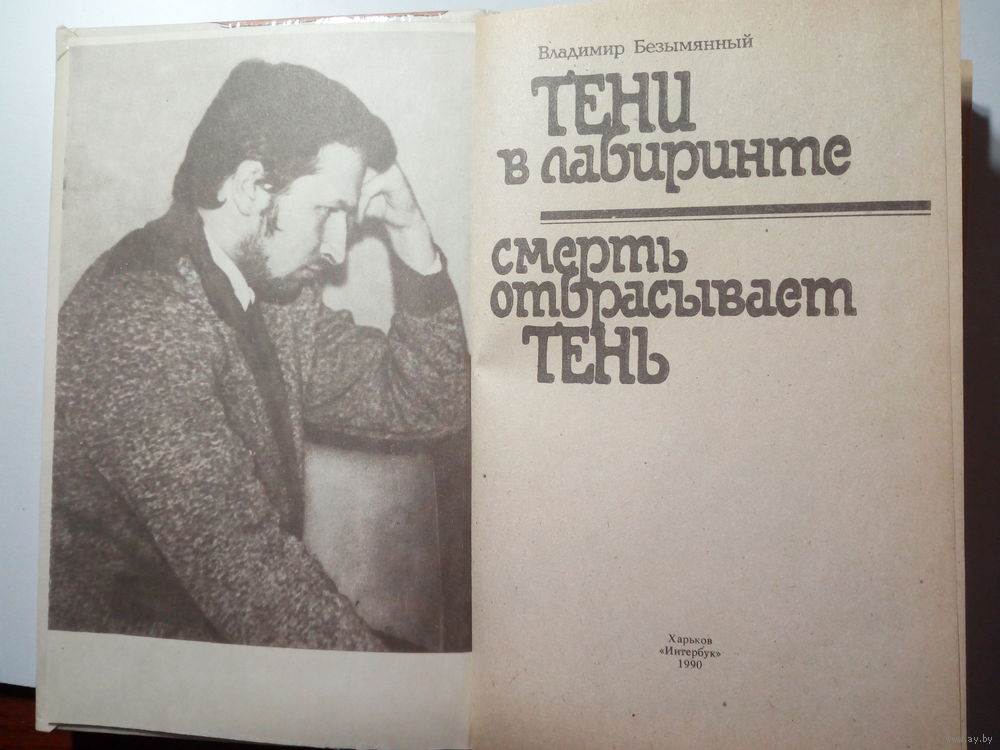 Владимир Безымянный
ТЕНИ
в лабиринте
смерть
отбрасывает
ТЕНЬ
Харьков
«Интербук»
1990